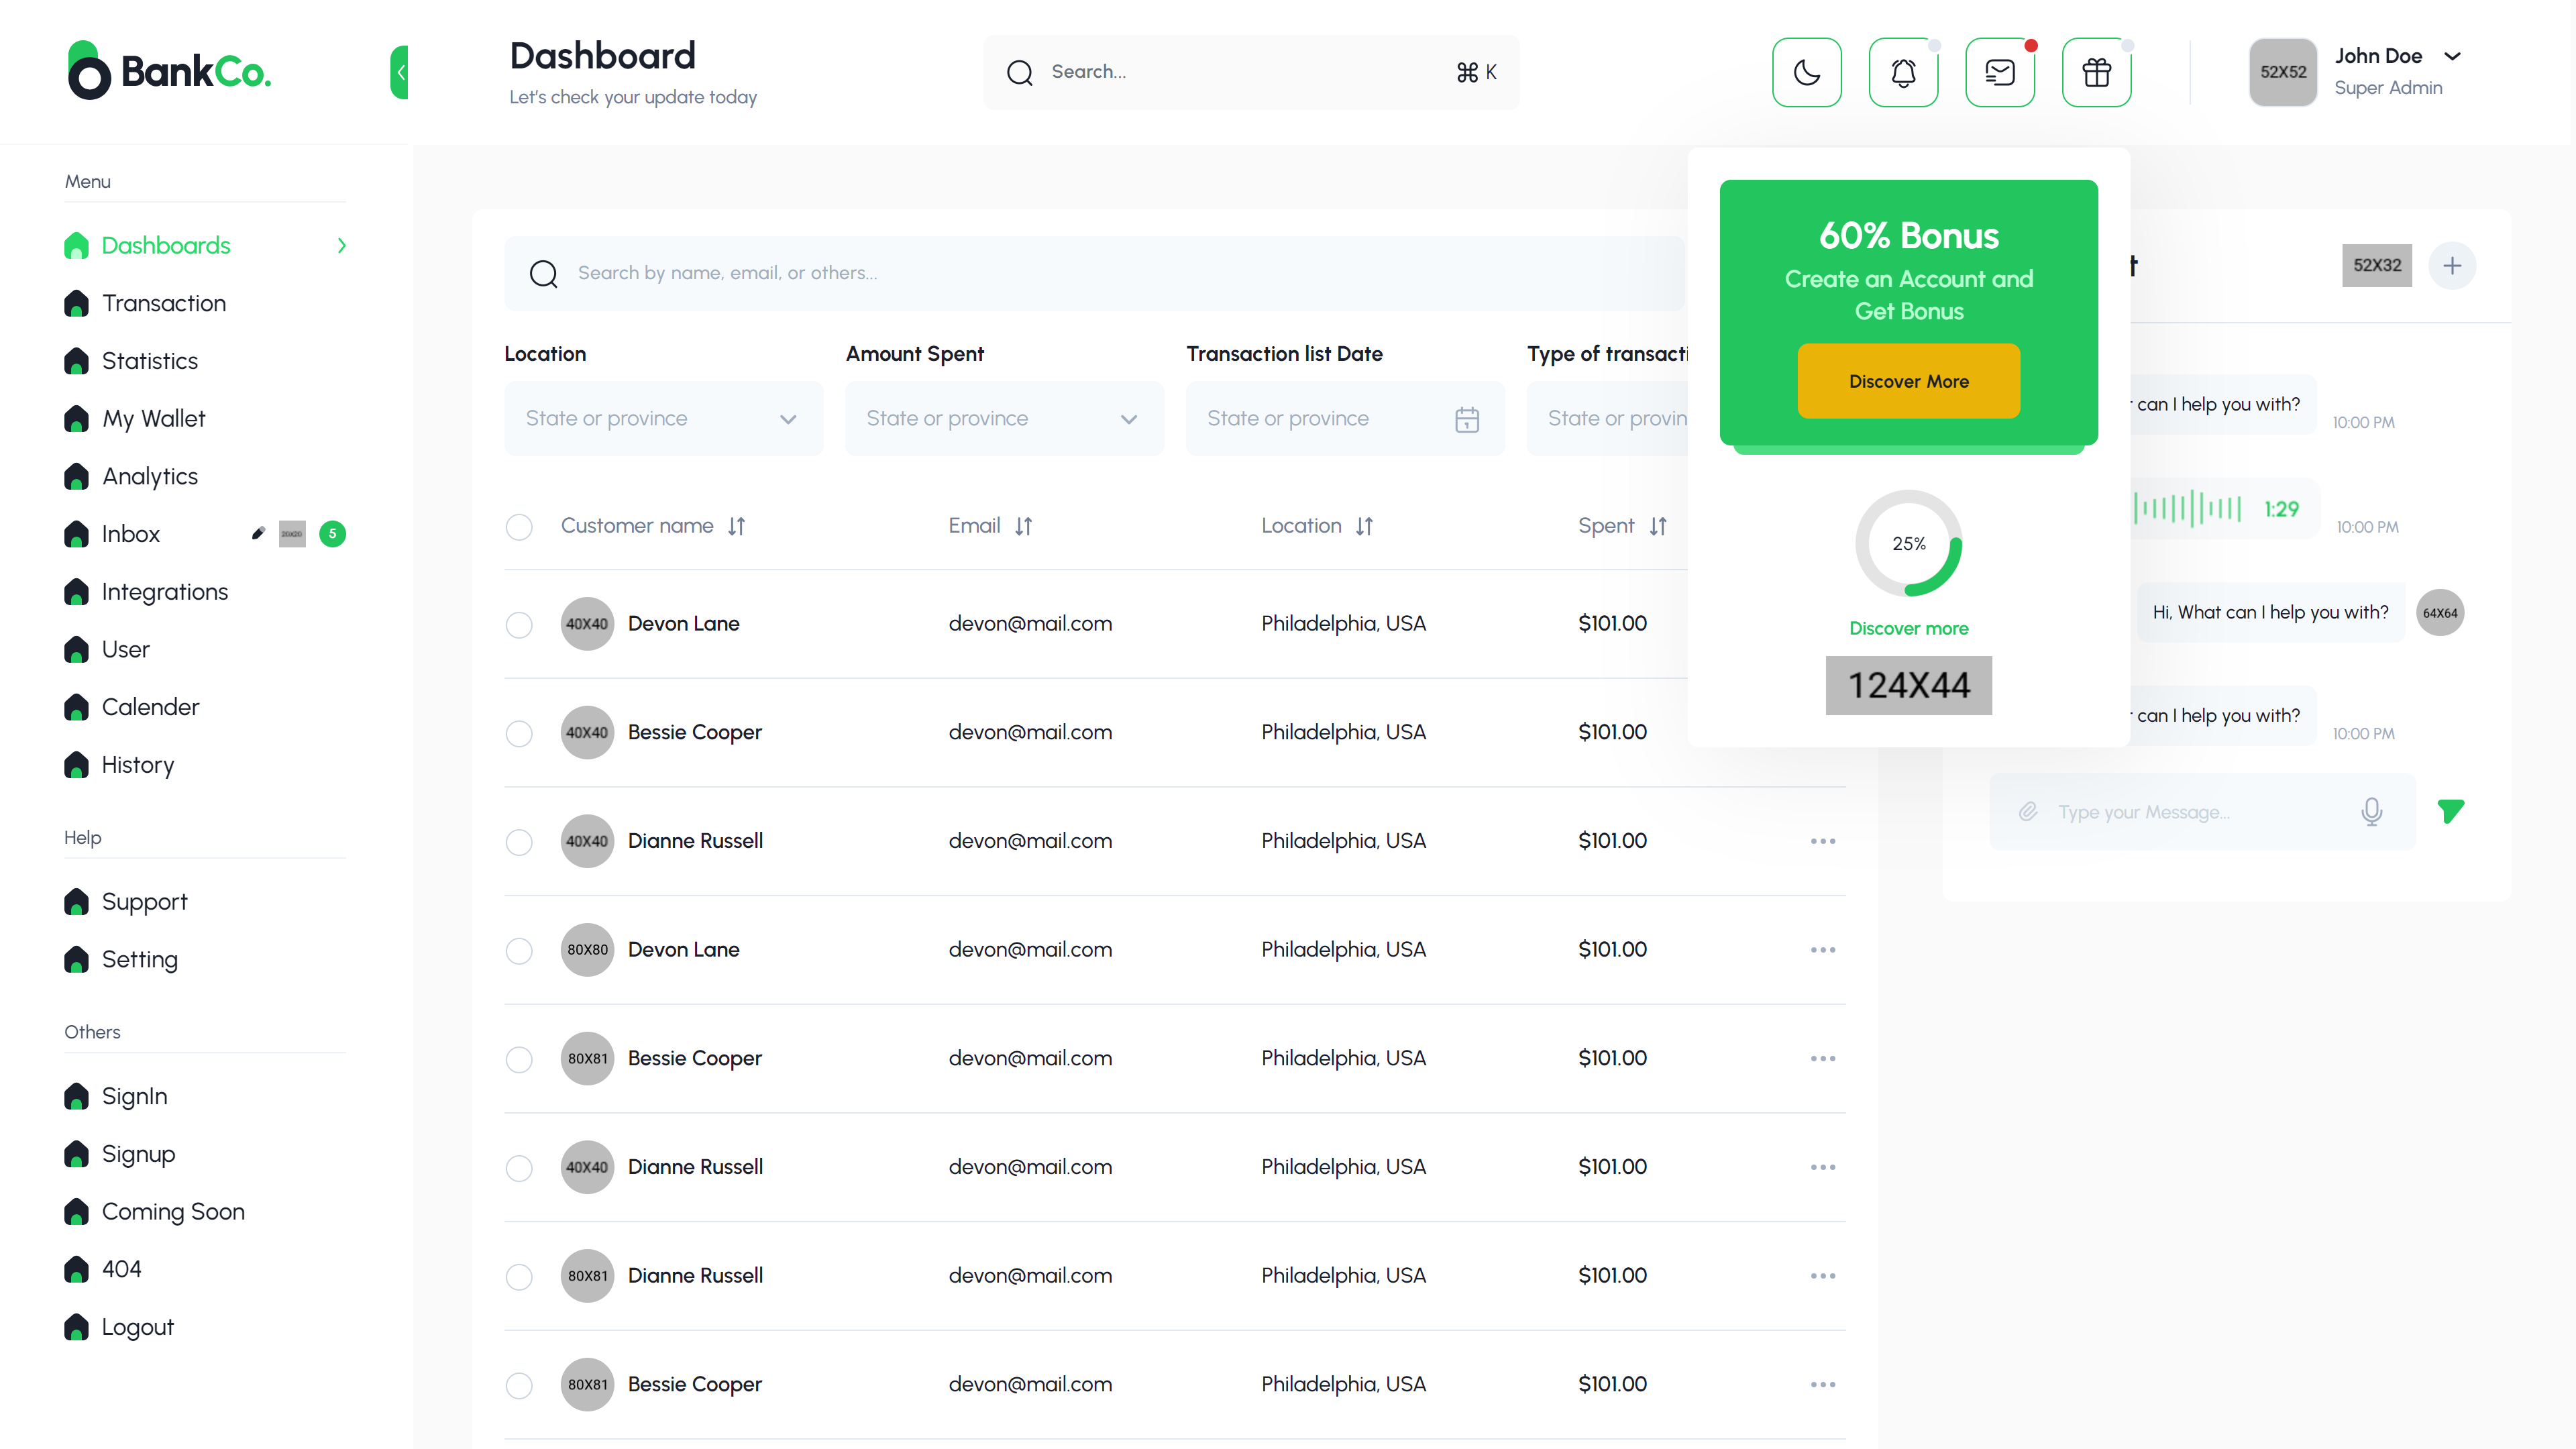 BankCo.
Dashboard
Let's check your update today
Search...
⌘ K
52X52
John Doe
Super Admin
Menu
Dashboards
Transaction
Statistics
My Wallet
Analytics
Inbox
20X20
5
Integrations
User
Calender
History
Help
Support
Setting
Others
SignIn
Signup
Coming Soon
404
Logout
Search by name, email, or others...
Location
Amount Spent
Transaction list Date
Type of transacti
State or province
State or province
State or province
State or provin
Customer name
Email
Location
Spent
40X40 Devon Lane devon@mail.com Philadelphia, USA $101.00
40X40 Bessie Cooper devon@mail.com Philadelphia, USA $101.00
40X40 Dianne Russell devon@mail.com Philadelphia, USA $101.00
80X80 Devon Lane devon@mail.com Philadelphia, USA $101.00
80X81 Bessie Cooper devon@mail.com Philadelphia, USA $101.00
40X40 Dianne Russell devon@mail.com Philadelphia, USA $101.00
80X81 Dianne Russell devon@mail.com Philadelphia, USA $101.00
80X81 Bessie Cooper devon@mail.com Philadelphia, USA $101.00
60% Bonus
Create an Account and
Get Bonus
Discover More
25%
Discover more
124X44
t
52X32
can I help you with?
10:00 PM
1:29
10:00 PM
Hi, What can I help you with?
64X64
can I help you with?
10:00 PM
Type your Message...